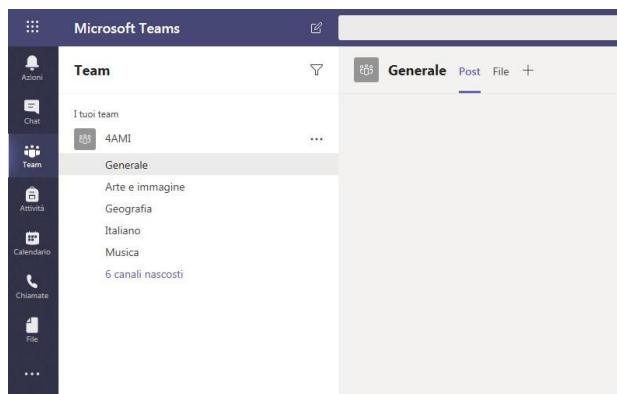 Microsoft Teams
Azioni
Chat
Team
Attività
Calendario
Chiamate
File
Team
I tuoi team
4AMI
Generale
Arte e immagine
Geografia
Italiano
Musica
6 canali nascosti
Generale Post File